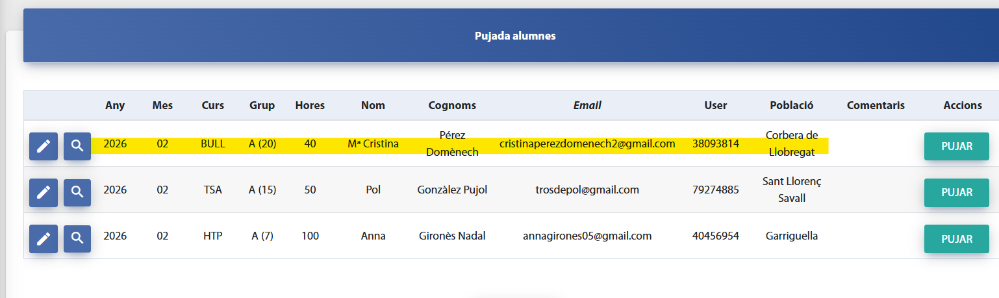 Pujada alumnes
Any Mes Curs Grup Hores Nom Cognoms Email User Població Comentaris Accions
2026 02 BULL A (20) 40 Mª Cristina Pérez Domènech cristinaperezdomenech2@gmail.com 38093814 Corbera de Llobregat PUJAR
2026 02 TSA A (15) 50 Pol Gonzàlez Pujol trosdepol@gmail.com 79274885 Sant Llorenç Savall PUJAR
2026 02 HTP A (7) 100 Anna Gironès Nadal annagirones05@gmail.com 40456954 Garriguella PUJAR